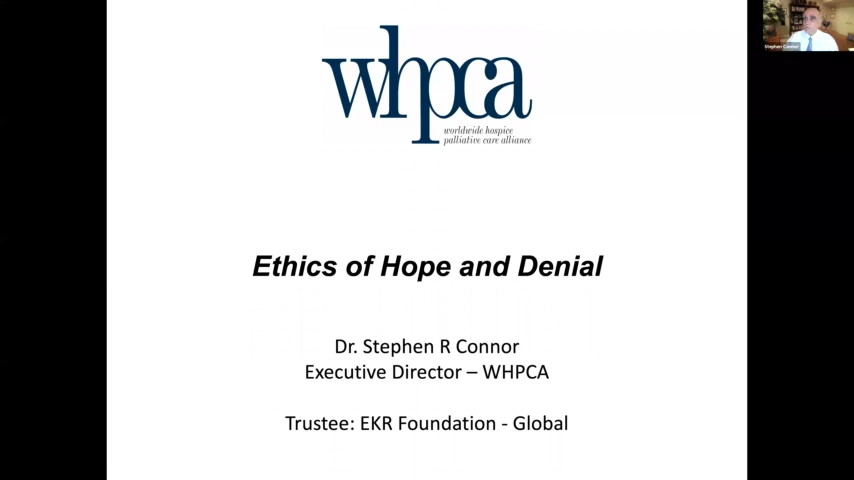 whpca
worldwide hospice
palliative care alliance
Stephen Connor
Ethics of Hope and Denial
Dr. Stephen R Connor
Executive Director – WHPCA
Trustee: EKR Foundation - Global